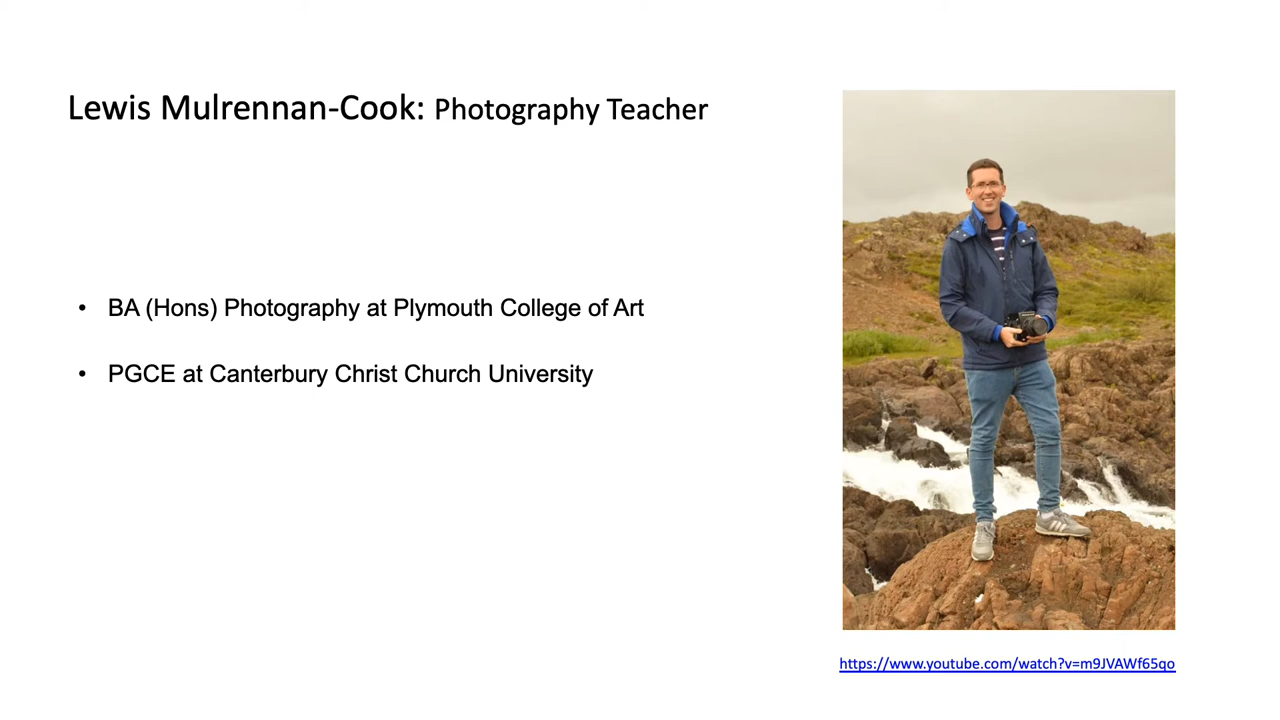 Lewis Mulrennan-Cook: Photography Teacher
• BA (Hons) Photography at Plymouth College of Art
• PGCE at Canterbury Christ Church University
https://www.youtube.com/watch?v=m9JVAWf65qo